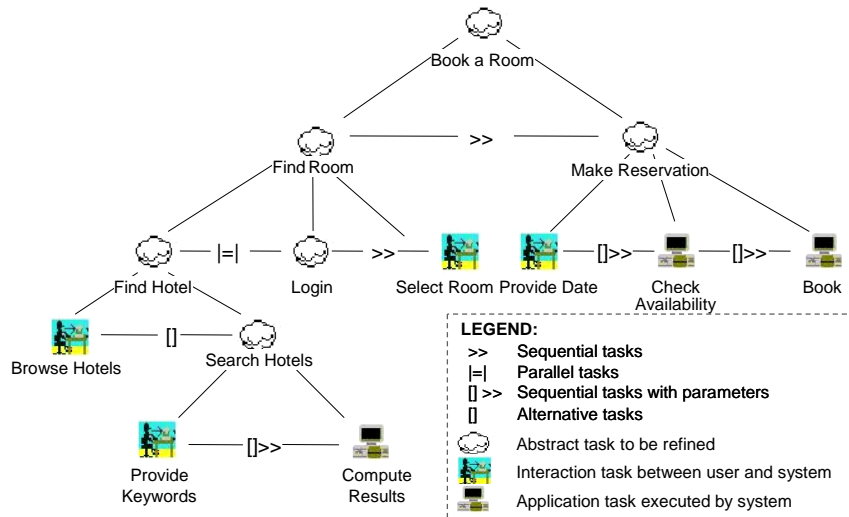 Book a Room
>>
Find Room
Make Reservation
|=|
>>
[]>>
[]>>
Find Hotel
Login
Select Room
Provide Date
Check
Availability
Book
[]
Browse Hotels
Search Hotels
[]>>
Provide
Keywords
Compute
Results
LEGEND:
>> Sequential tasks
|=| Parallel tasks
[] >> Sequential tasks with parameters
[] Alternative tasks
Abstract task to be refined
Interaction task between user and system
Application task executed by system